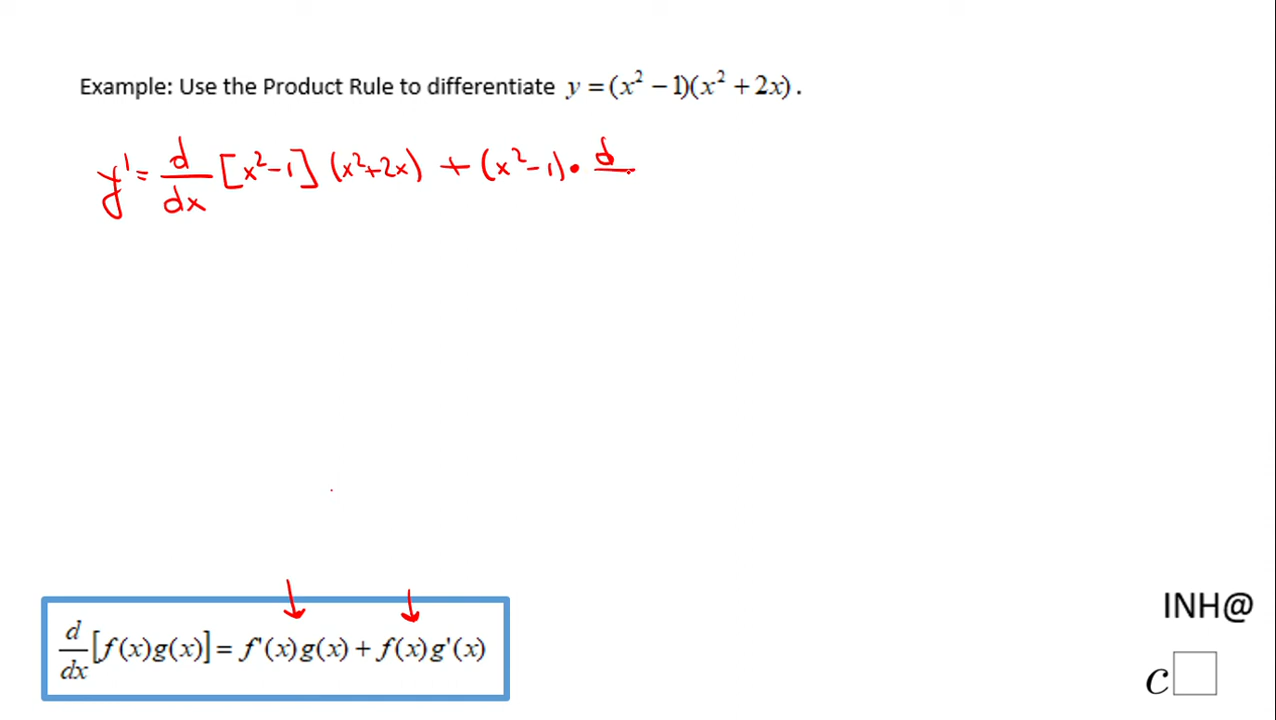 Example: Use the Product Rule to differentiate y = (x² − 1)(x² + 2x).
y' = d/dx [x²-1] (x²+2x) + (x²-1) • d/
d/dx [f(x)g(x)] = f'(x)g(x) + f(x)g'(x)
INH@
c□